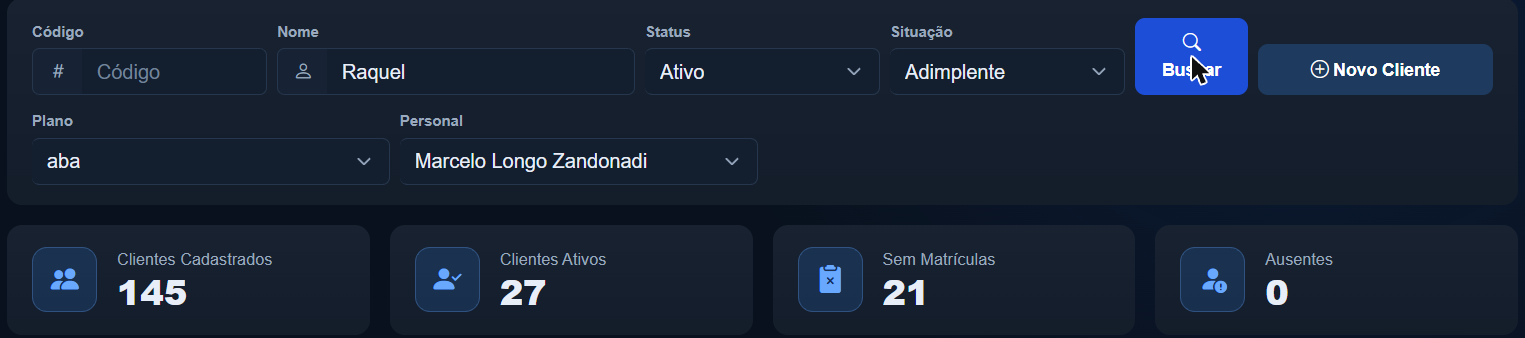 Código Nome Status Situação
# Código Raquel Ativo Adimplente Buscar Novo Cliente
Plano Personal
aba Marcelo Longo Zandonadi
Clientes Cadastrados Clientes Ativos Sem Matrículas Ausentes
145 27 21 0